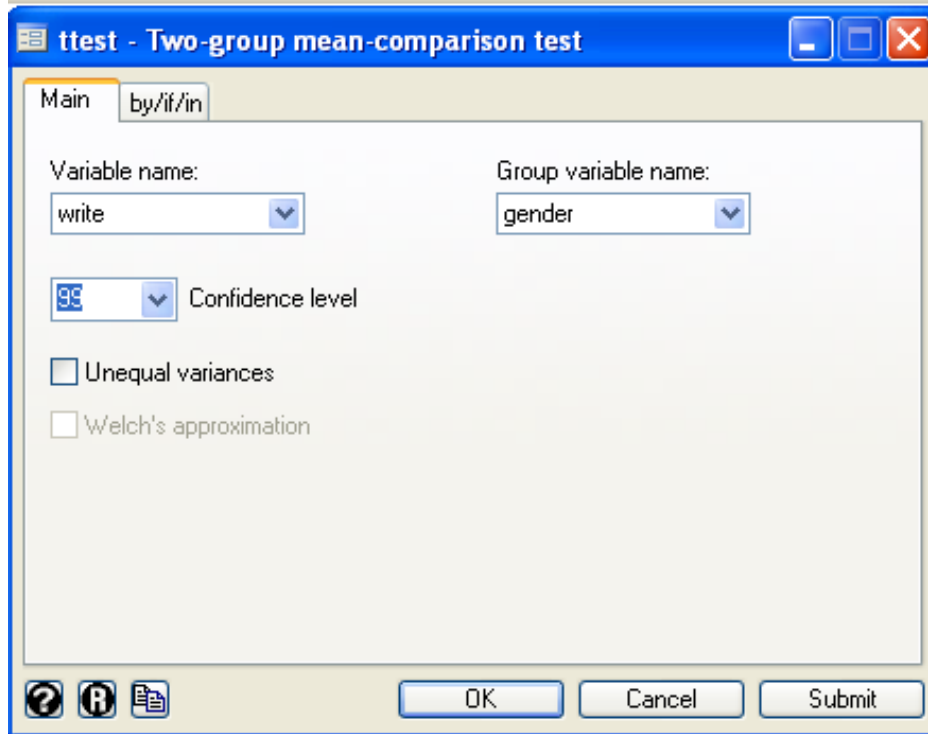 ttest - Two-group mean-comparison test
Main by/if/in
Variable name: Group variable name:
write gender
99 Confidence level
Unequal variances
Welch's approximation
? R OK Cancel Submit